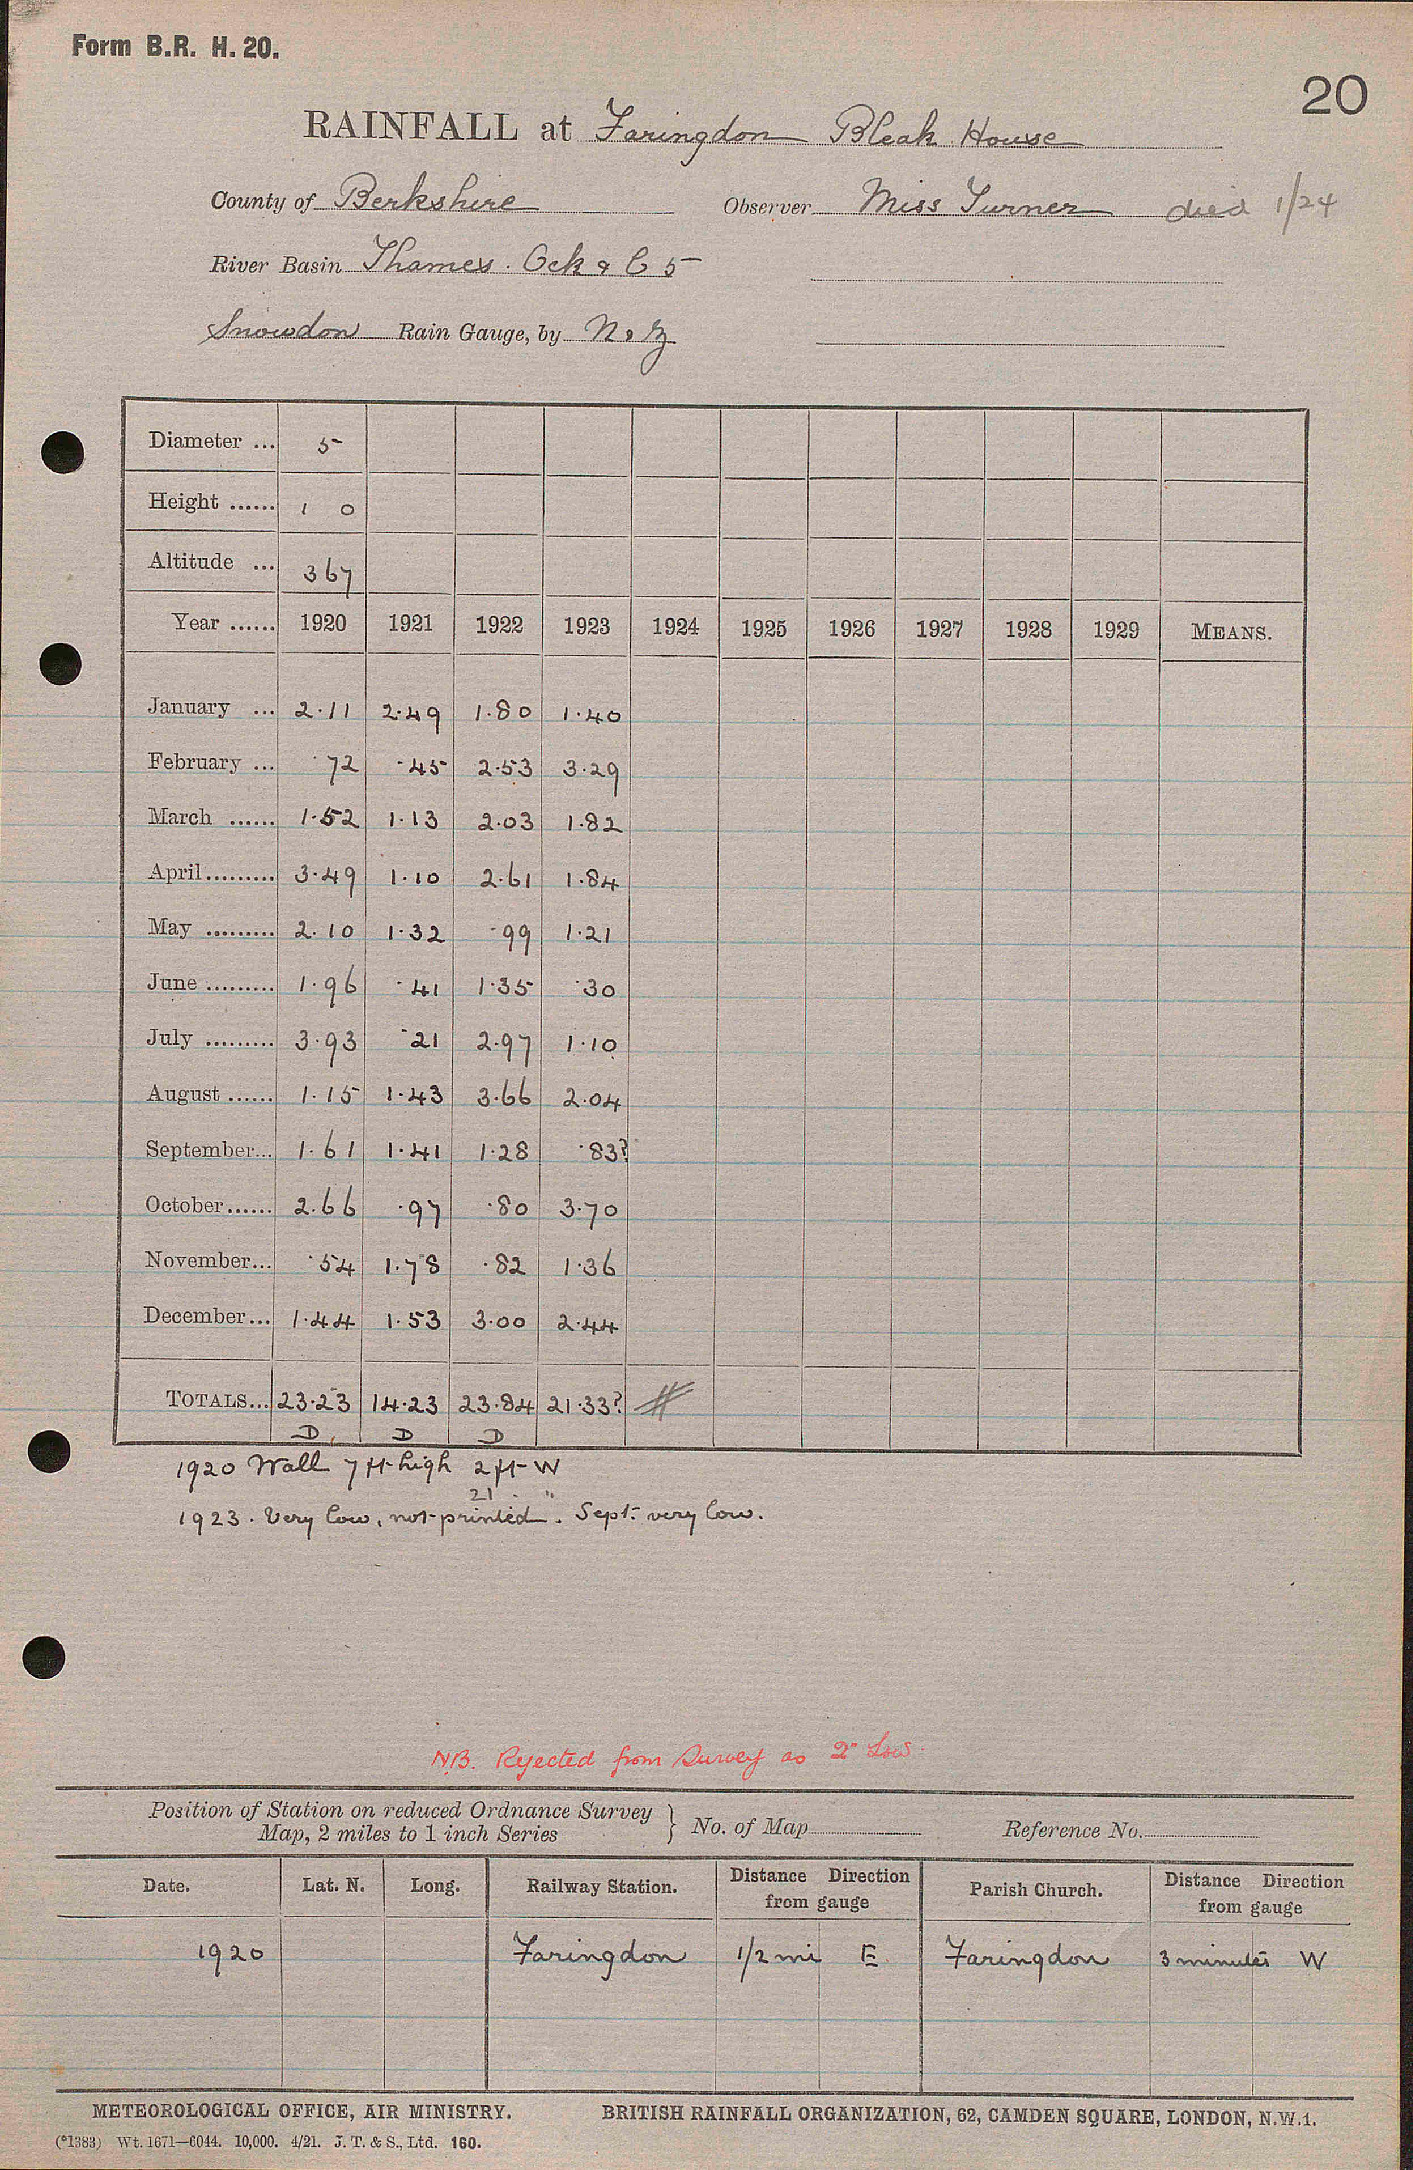 Form B.R. H. 20.
20
RAINFALL at Faringdon Bleak House
County of Berkshire Observer Miss Turner died 1/24
River Basin Thames. Ock & C 5
Snowdon Rain Gauge, by N & Z
Diameter ... 5
Height ...... 1 0
Altitude ... 367
Year ...... 1920 1921 1922 1923 1924 1925 1926 1927 1928 1929 MEANS.
January ... 2.11 2.49 1.80 1.40
February ... .72 .45 2.53 3.29
March ...... 1.52 1.13 2.03 1.82
April......... 3.49 1.10 2.61 1.84
May ......... 2.10 1.32 .99 1.21
June ......... 1.96 .41 1.35 .30
July ......... 3.93 .21 2.97 1.10
August ...... 1.15 1.43 3.66 2.04
September... 1.61 1.41 1.28 .83?
October...... 2.66 .97 .80 3.70
November... .54 1.78 .82 1.36
December... 1.44 1.53 3.00 2.44
TOTALS... 23.23 14.23 23.84 21.33?
D D D
1920 Wall 7 ft high 2 ft W
21 "
1923. Very low, not printed. Sept. very low.
NB. Rejected from Survey as 2" Low.
Position of Station on reduced Ordnance Survey
Map, 2 miles to 1 inch Series } No. of Map Reference No.
Date. Lat. N. Long. Railway Station. Distance Direction from gauge Parish Church. Distance Direction from gauge
1920 Faringdon 1/2 mi E Faringdon 3 minutes W
METEOROLOGICAL OFFICE, AIR MINISTRY. BRITISH RAINFALL ORGANIZATION, 62, CAMDEN SQUARE, LONDON, N.W.1.
(*1383) Wt. 1671—6044. 10,000. 4/21. J. T. & S., Ltd. 160.